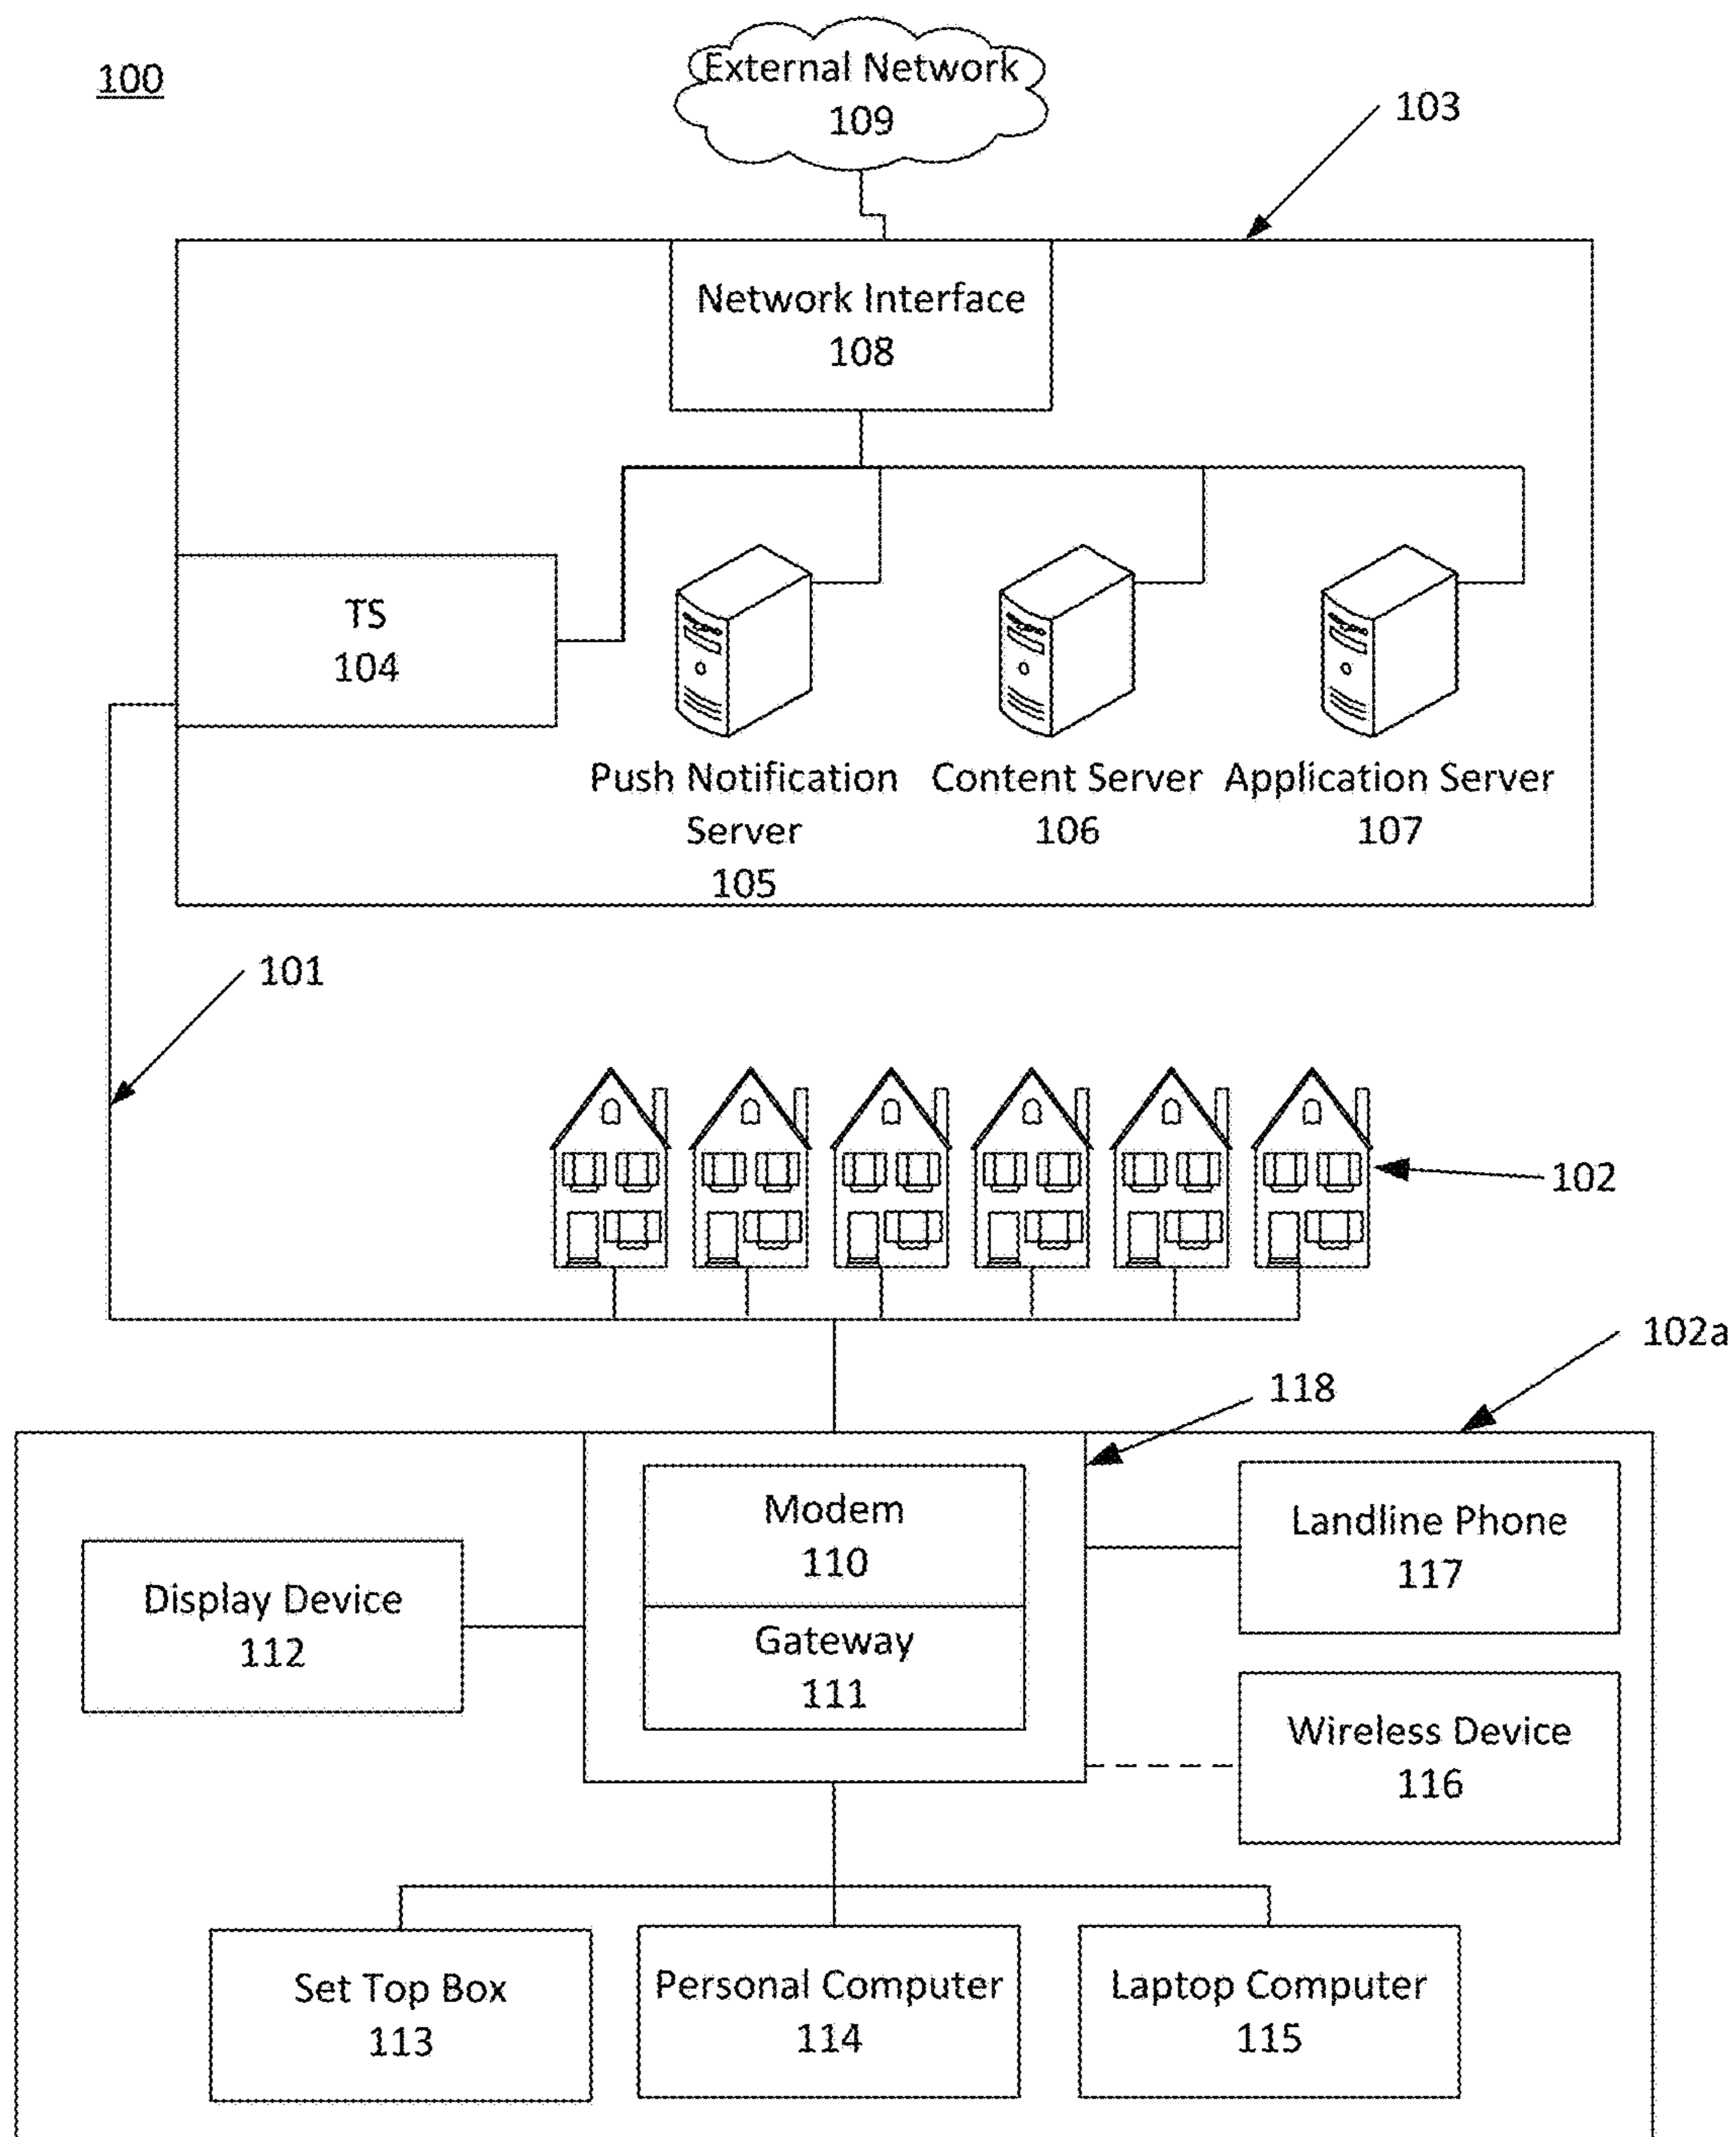 100
External Network
109
103
Network Interface
108
TS
104
Push Notification
Server
105
Content Server
106
Application Server
107
101
102
102a
118
Modem
110
Gateway
111
Landline Phone
117
Display Device
112
Wireless Device
116
Set Top Box
113
Personal Computer
114
Laptop Computer
115